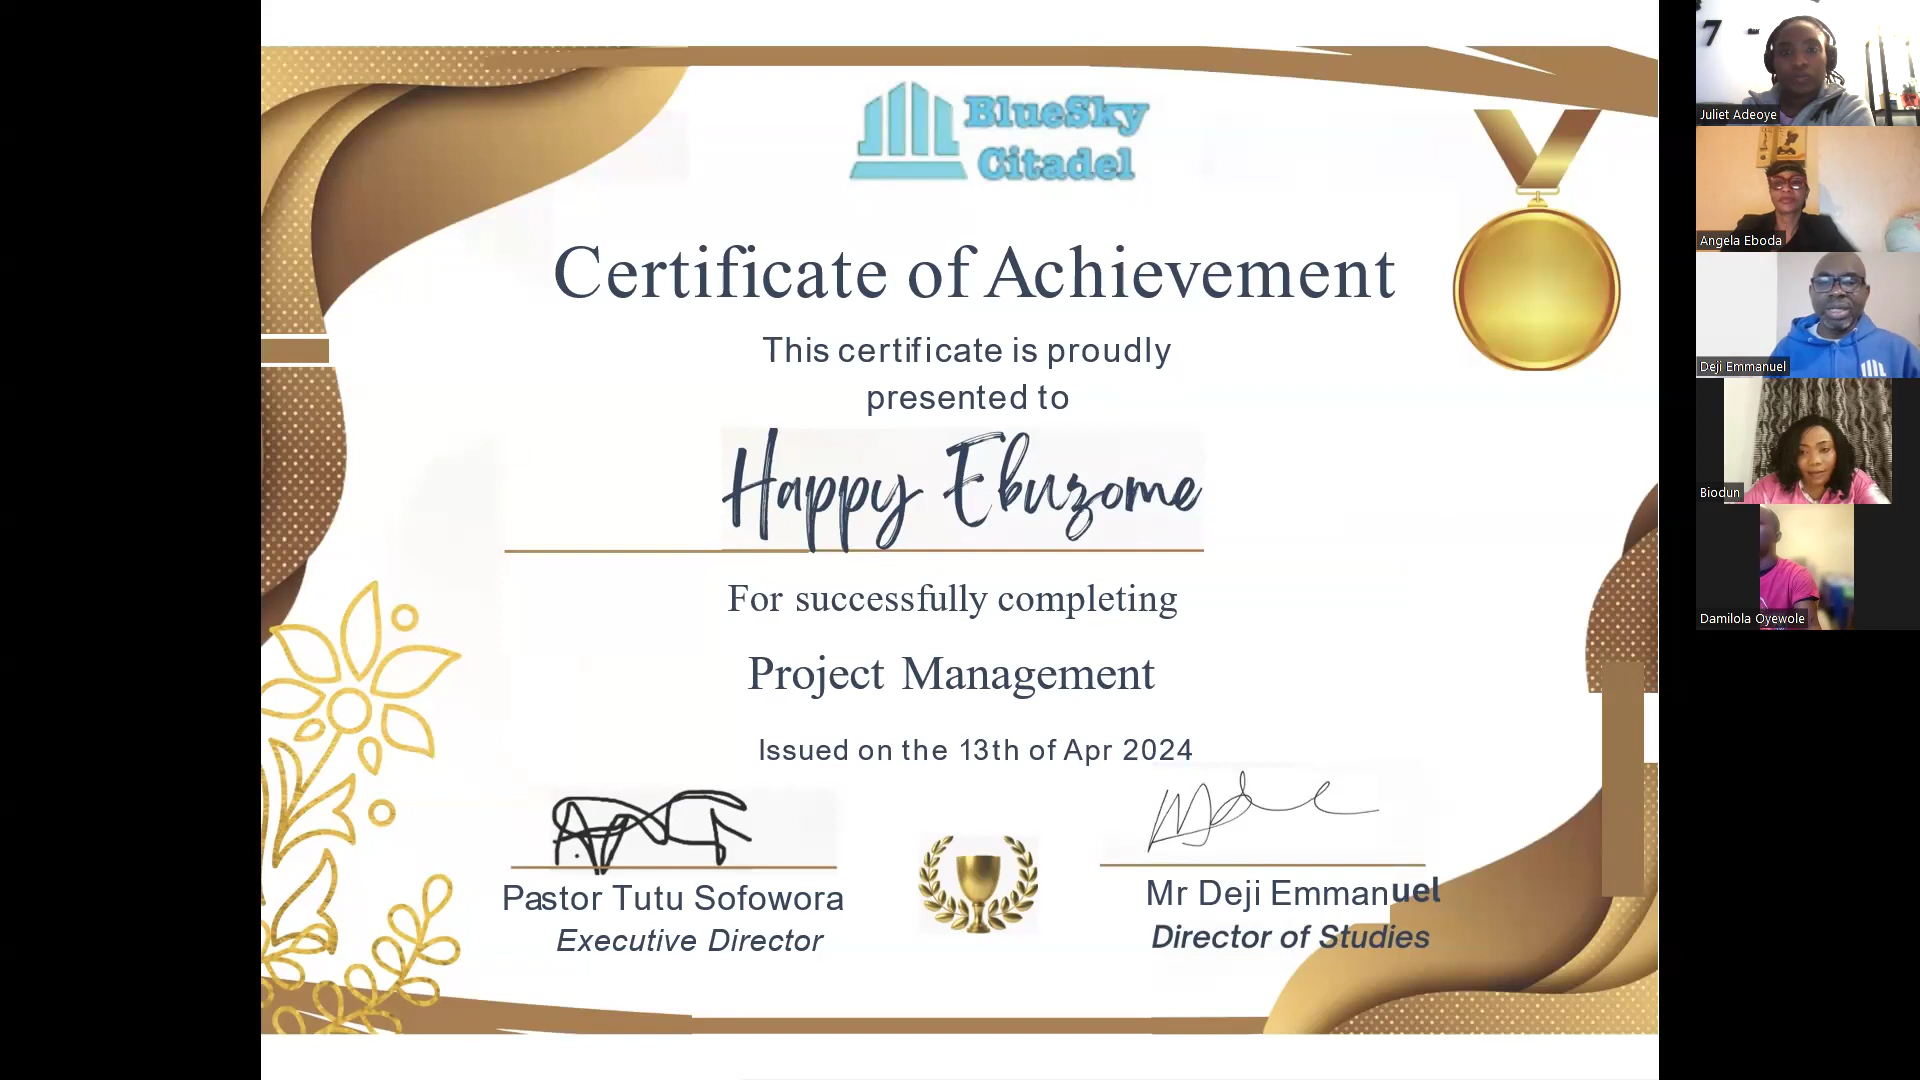 BlueSky
Citadel
Certificate of Achievement
This certificate is proudly
presented to
Happy Ebuzome
For successfully completing
Project Management
Issued on the 13th of Apr 2024
Pastor Tutu Sofowora
Executive Director
Mr Deji Emmanuel
Director of Studies
7
Juliet Adeoye
Angela Eboda
Deji Emmanuel
Biodun
Damilola Oyewole